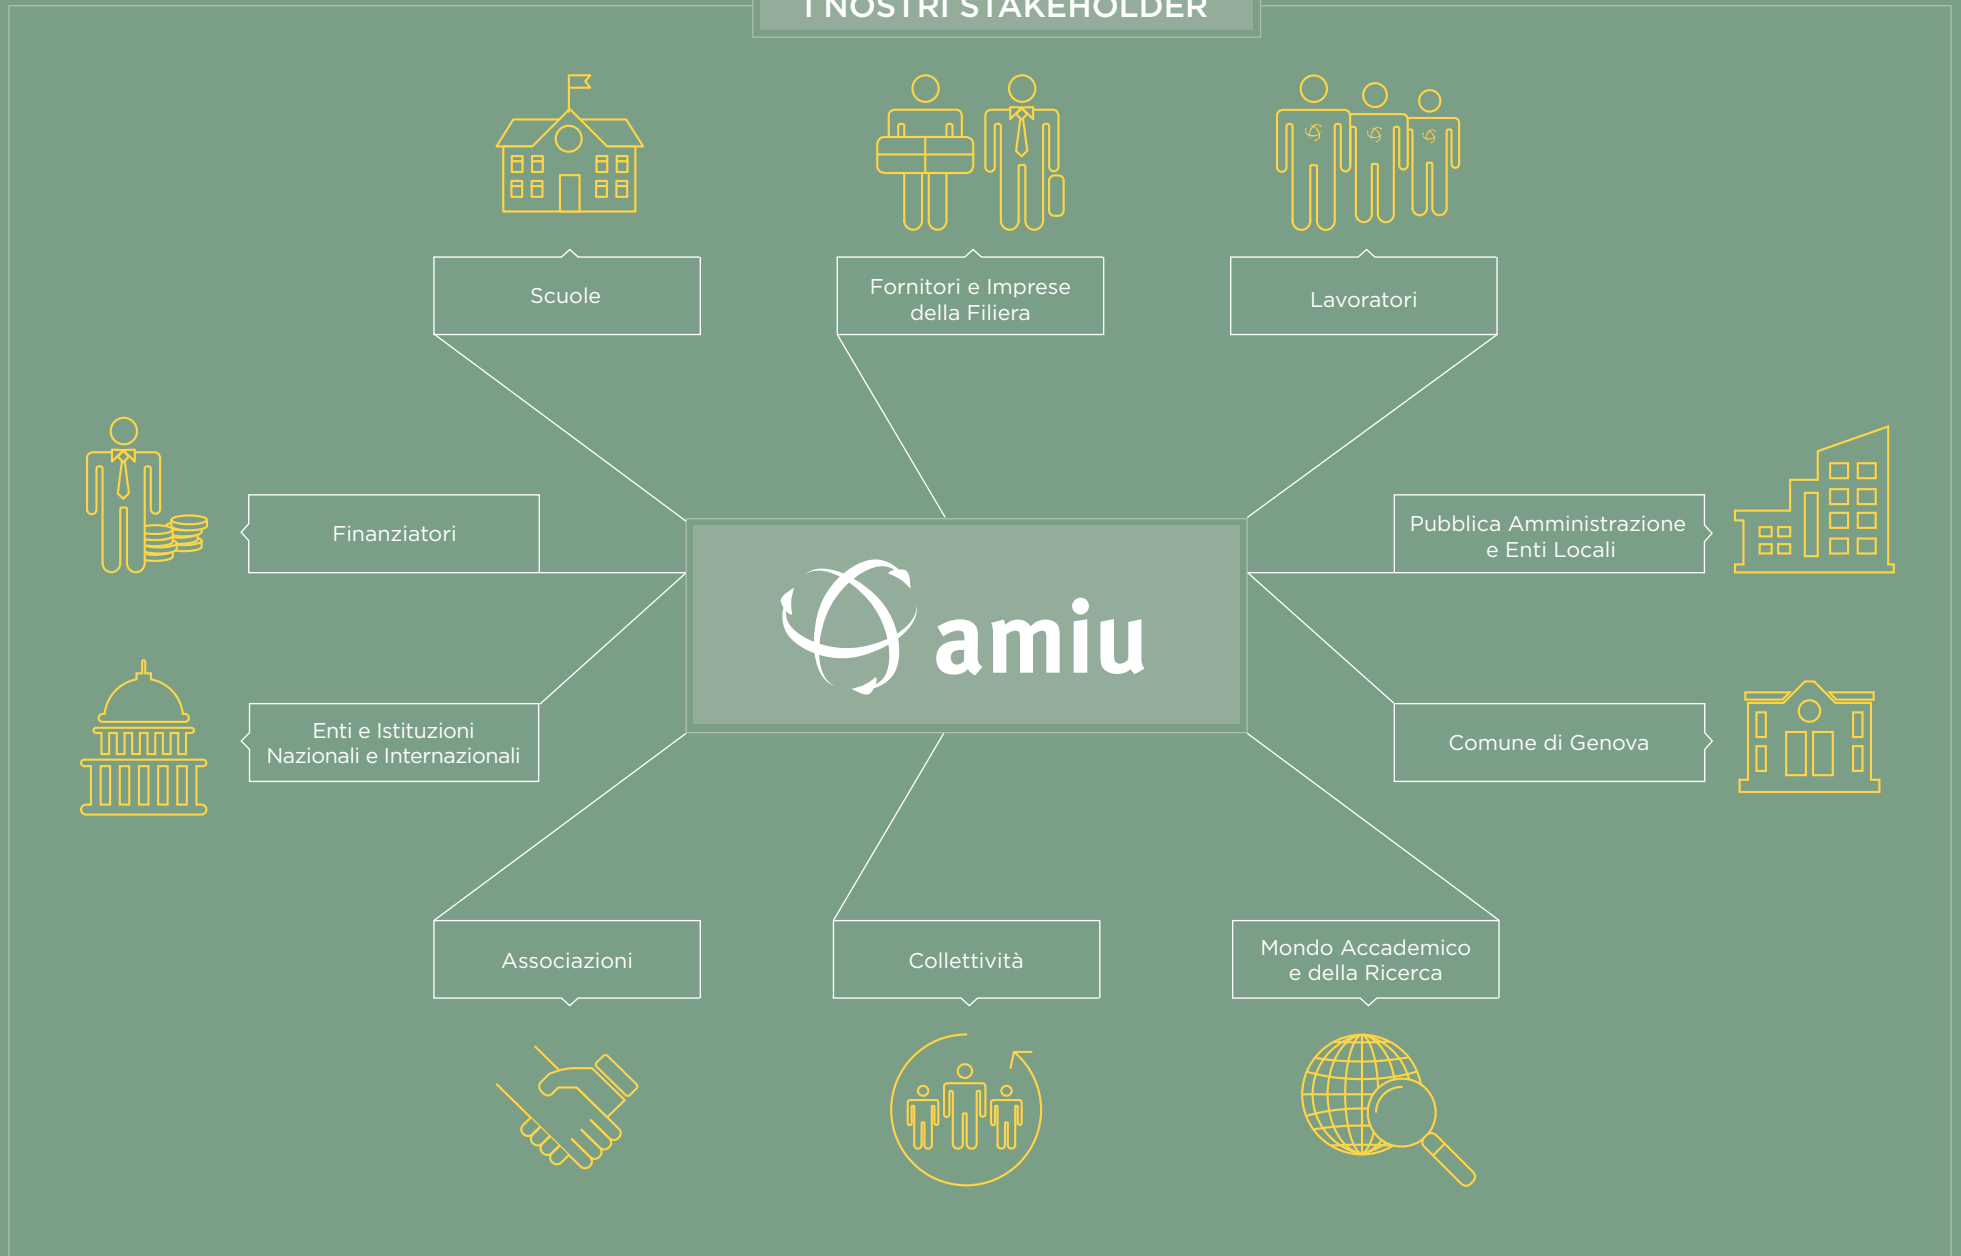 I NOSTRI STAKEHOLDER
Scuole
Fornitori e Imprese
della Filiera
Lavoratori
Finanziatori
Pubblica Amministrazione
e Enti Locali
amiu
Enti e Istituzioni
Nazionali e Internazionali
Comune di Genova
Associazioni
Collettività
Mondo Accademico
e della Ricerca